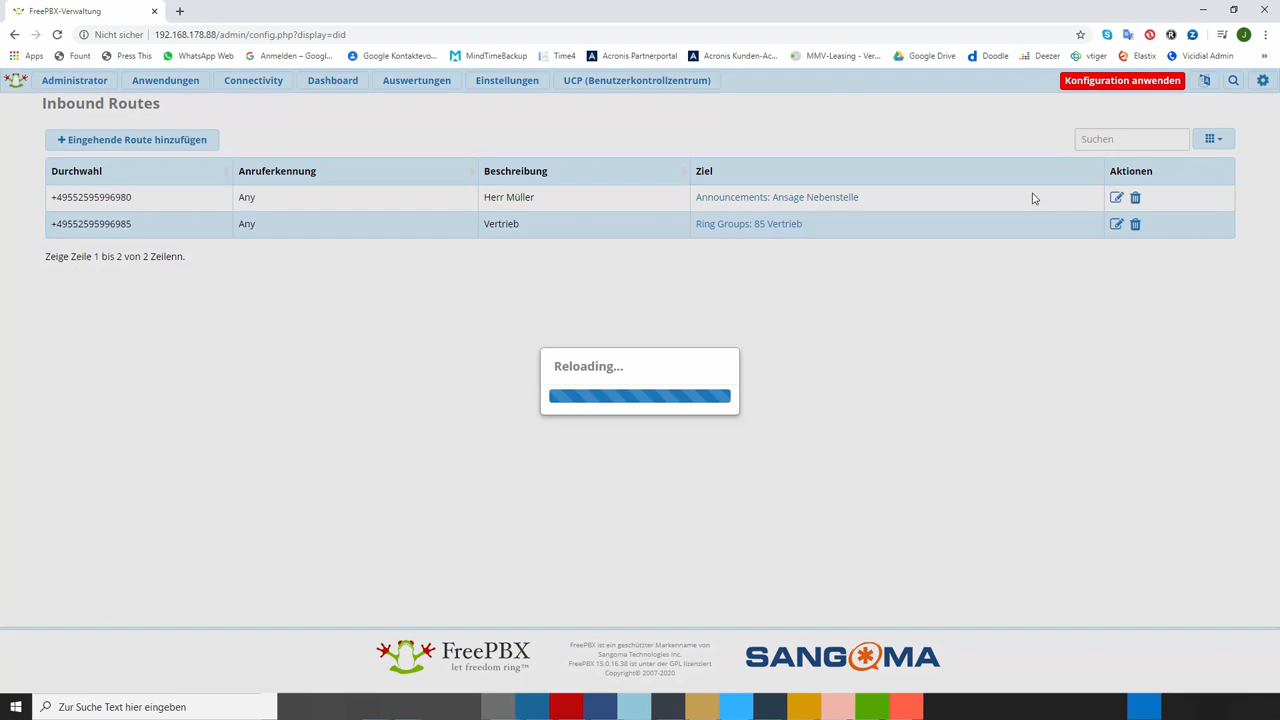 FreePBX-Verwaltung
Nicht sicher 192.168.178.88/admin/config.php?display=did
Apps Fount Press This WhatsApp Web Anmelden – Googl... Google Kontaktevo... MindTimeBackup Time4 Acronis Partnerportal Acronis Kunden-Ac... MMV-Leasing - Ver... Google Drive Doodle Deezer vtiger Elastix Vicidial Admin »
Administrator Anwendungen Connectivity Dashboard Auswertungen Einstellungen UCP (Benutzerkontrollzentrum) Konfiguration anwenden
Inbound Routes
+ Eingehende Route hinzufügen Suchen
Durchwahl Anruferkennung Beschreibung Ziel Aktionen
+49552595996980 Any Herr Müller Announcements: Ansage Nebenstelle
+49552595996985 Any Vertrieb Ring Groups: 85 Vertrieb
Zeige Zeile 1 bis 2 von 2 Zeilenn.
Reloading...
FreePBX
let freedom ring™
FreePBX ist ein geschützter Markenname von
Sangoma Technologies Inc.
FreePBX 15.0.16.38 ist unter der GPL lizenziert
Copyright© 2007-2020
SANGOMA
Zur Suche Text hier eingeben